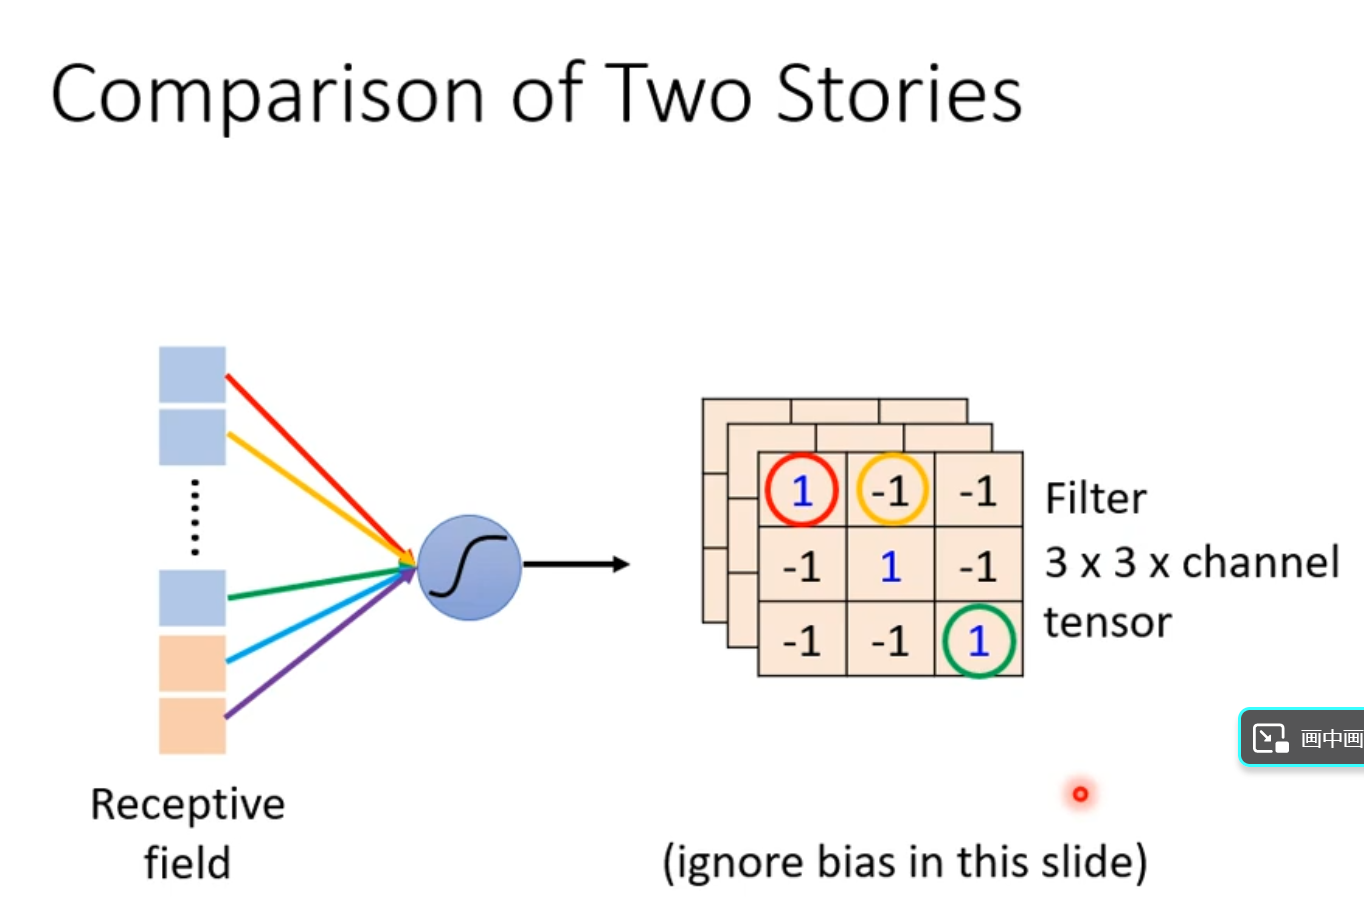 Comparison of Two Stories
1 -1 -1
-1 1 -1
-1 -1 1
Filter
3 x 3 x channel
tensor
画中画
Receptive
field
(ignore bias in this slide)